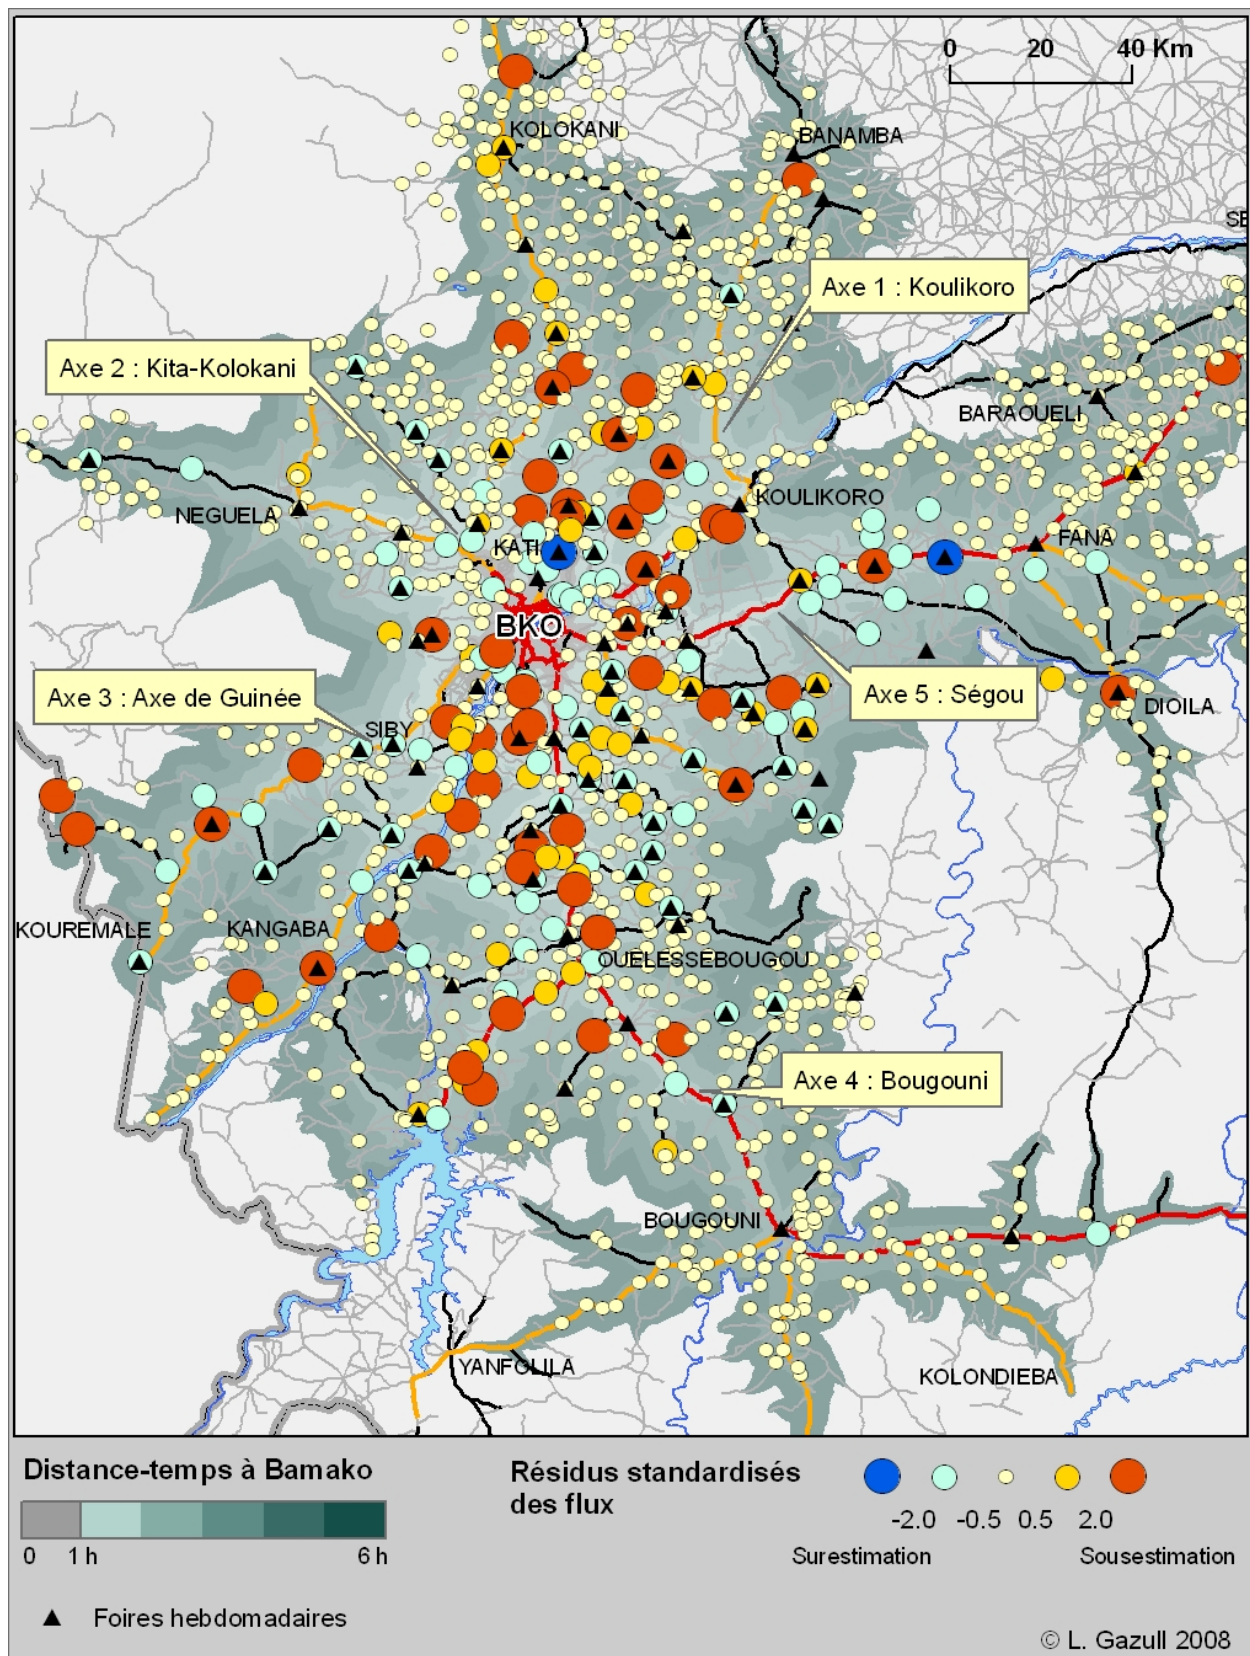 0 20 40 Km
KOLOKANI
BANAMBA
SE
Axe 1 : Koulikoro
Axe 2 : Kita-Kolokani
BARAOUELI
KOULIKORO
NEGUELA
KATI
FANA
BKO
Axe 3 : Axe de Guinée
Axe 5 : Ségou
DIOILA
SIBY
KOUREMALE
KANGABA
OUELESSEBOUGOU
Axe 4 : Bougouni
BOUGOUNI
YANFOLILA
KOLONDIEBA
Distance-temps à Bamako
0 1 h 6 h
Foires hebdomadaires
Résidus standardisés
des flux
-2.0 -0.5 0.5 2.0
Surestimation Sousestimation
© L. Gazull 2008